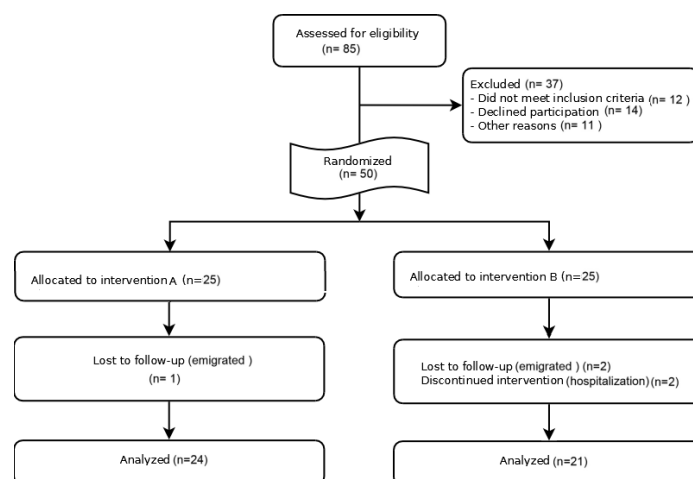 Assessed for eligibility
(n= 85)
Excluded (n= 37)
- Did not meet inclusion criteria (n= 12 )
- Declined participation (n= 14)
- Other reasons (n= 11 )
Randomized
(n= 50)
Allocated to intervention A (n=25)
Allocated to intervention B (n=25)
Lost to follow-up (emigrated )
(n= 1)
Lost to follow-up (emigrated ) (n=2)
Discontinued intervention (hospitalization) (n=2)
Analyzed (n=24)
Analyzed (n=21)